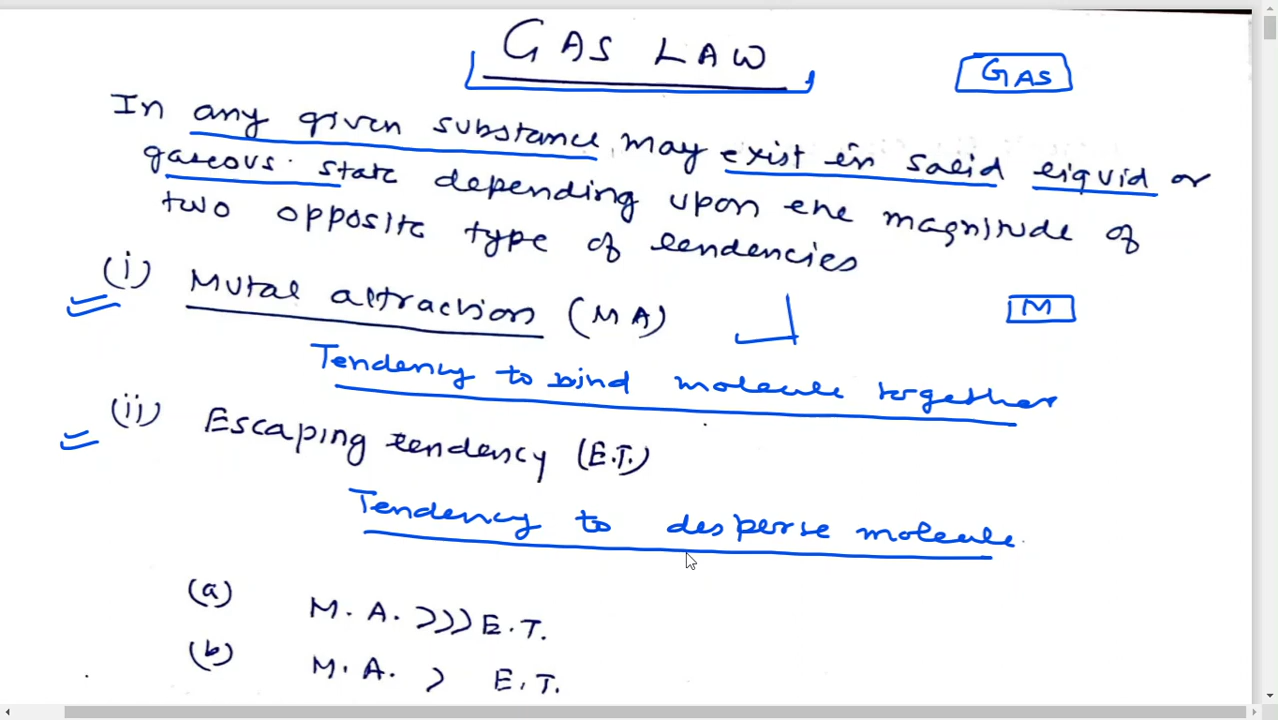 GAS LAW
GAS
In any given substance may exist in solid liquid or
gaseous state depending upon the magnitude of
two opposite type of tendencies
(i) Mutal attraction (MA)
M
Tendency to bind molecule together
(ii) Escaping tendency (E.T.)
Tendency to desperse molecule
(a) M. A. >>> E. T.
(b) M. A. > E. T.